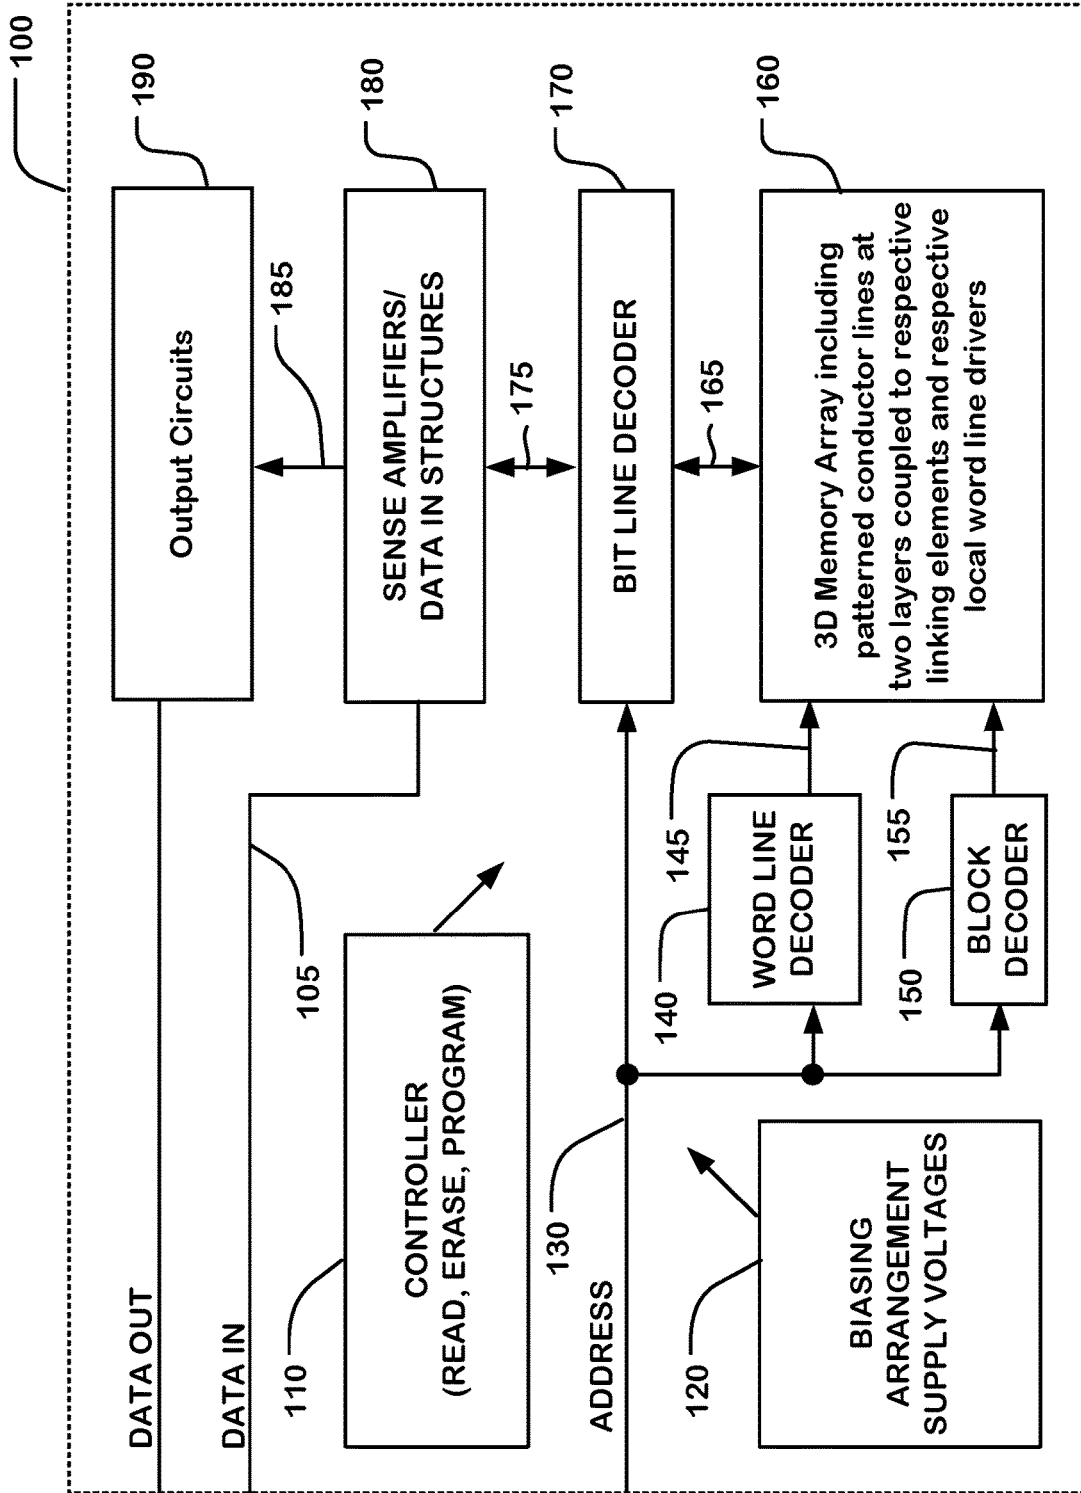 100
DATA OUT
Output Circuits
190
DATA IN
105
185
SENSE AMPLIFIERS/
DATA IN STRUCTURES
180
110
CONTROLLER
(READ, ERASE, PROGRAM)
175
ADDRESS
130
BIT LINE DECODER
170
165
120
BIASING
ARRANGEMENT
SUPPLY VOLTAGES
140
WORD LINE
DECODER
145
150
BLOCK
DECODER
155
3D Memory Array including
patterned conductor lines at
two layers coupled to respective
linking elements and respective
local word line drivers
160